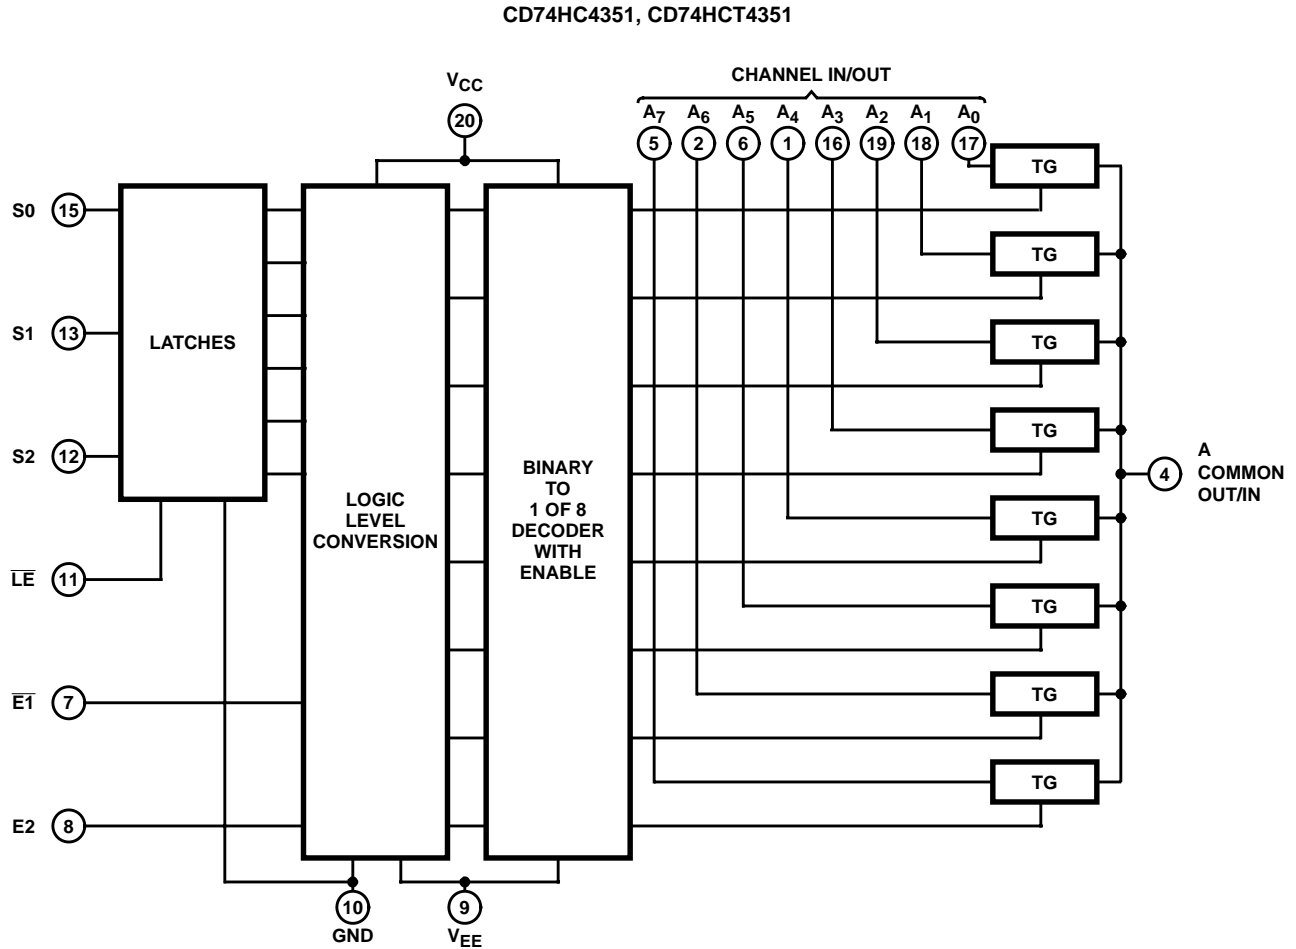 CD74HC4351, CD74HCT4351
CHANNEL IN/OUT
VCC
20
A7 A6 A5 A4 A3 A2 A1 A0
5 2 6 1 16 19 18 17
TG
TG
TG
TG
TG
TG
TG
TG
S0 15
S1 13
S2 12
LE 11
E1 7
E2 8
LATCHES
LOGIC
LEVEL
CONVERSION
BINARY
TO
1 OF 8
DECODER
WITH
ENABLE
4
A
COMMON
OUT/IN
10
GND
9
VEE